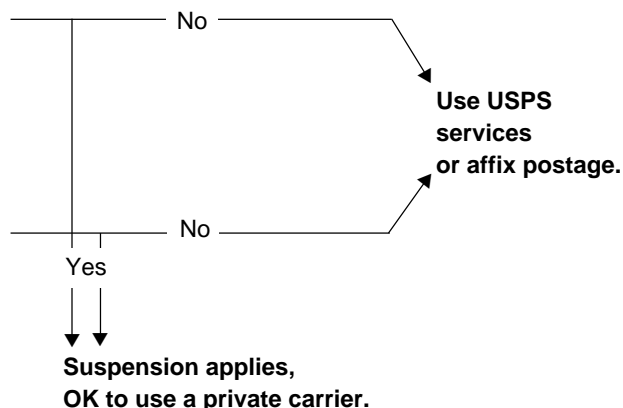 No
Use USPS
services
or affix postage.
No
Yes
Suspension applies,
OK to use a private carrier.